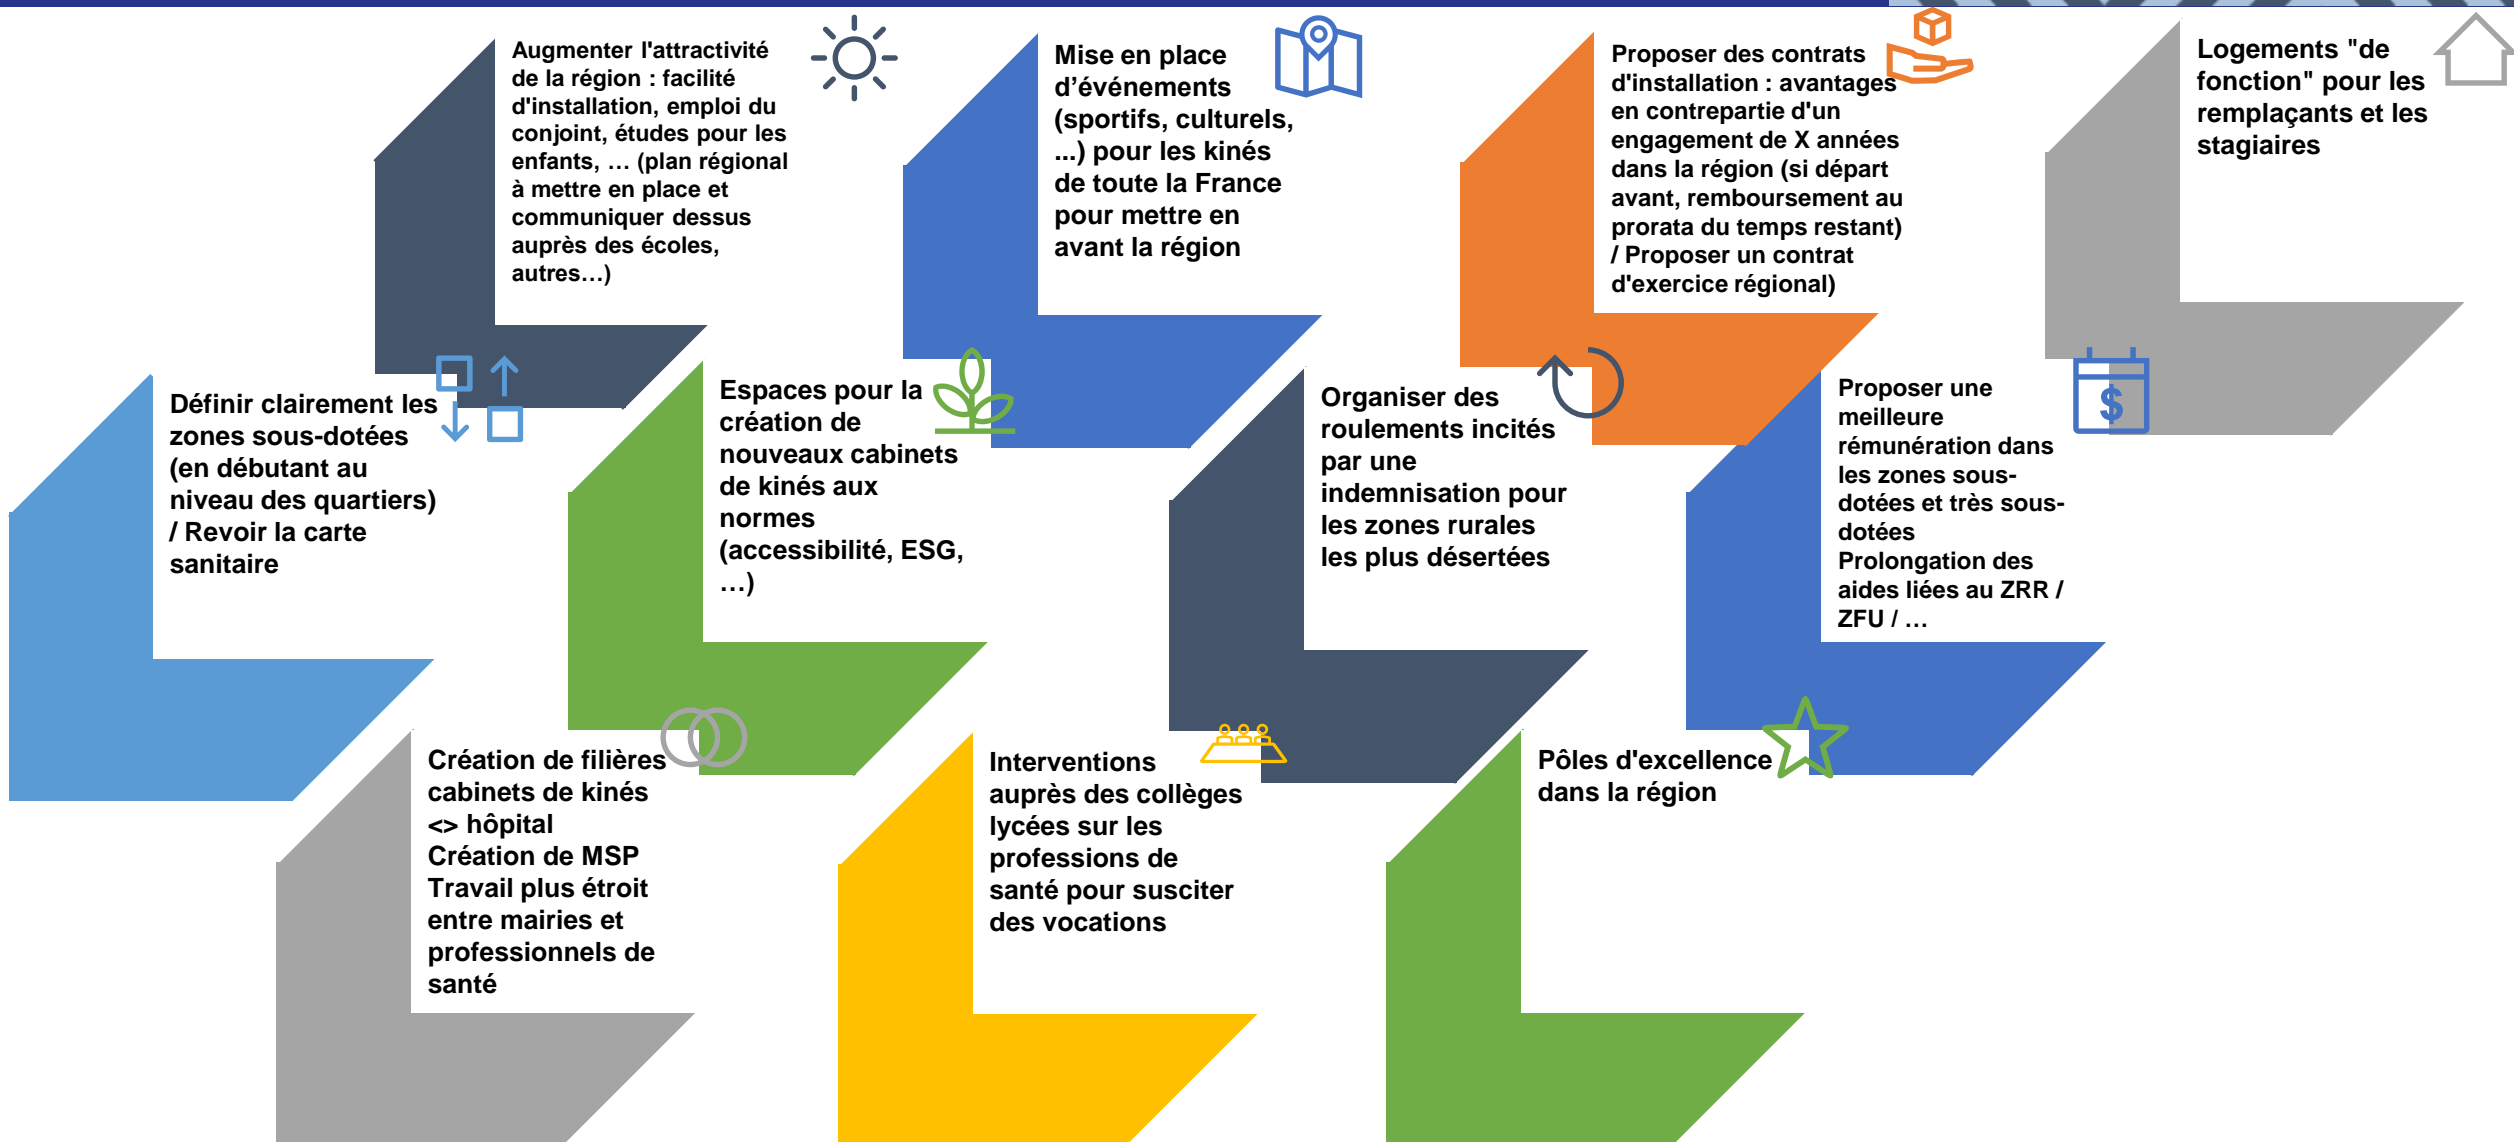 Augmenter l'attractivité
de la région : facilité
d'installation, emploi du
conjoint, études pour les
enfants, … (plan régional
à mettre en place et
communiquer dessus
auprès des écoles,
autres…)
Mise en place
d’événements
(sportifs, culturels,
...) pour les kinés
de toute la France
pour mettre en
avant la région
Proposer des contrats
d'installation : avantages
en contrepartie d'un
engagement de X années
dans la région (si départ
avant, remboursement au
prorata du temps restant)
/ Proposer un contrat
d'exercice régional)
Logements "de
fonction" pour les
remplaçants et les
stagiaires
Définir clairement les
zones sous-dotées
(en débutant au
niveau des quartiers)
/ Revoir la carte
sanitaire
Espaces pour la
création de
nouveaux cabinets
de kinés aux
normes
(accessibilité, ESG,
…)
Organiser des
roulements incités
par une
indemnisation pour
les zones rurales
les plus désertées
Proposer une
meilleure
rémunération dans
les zones sous-
dotées et très sous-
dotées
Prolongation des
aides liées au ZRR /
ZFU / …
$
Création de filières
cabinets de kinés
<> hôpital
Création de MSP
Travail plus étroit
entre mairies et
professionnels de
santé
Interventions
auprès des collèges
lycées sur les
professions de
santé pour susciter
des vocations
Pôles d'excellence
dans la région